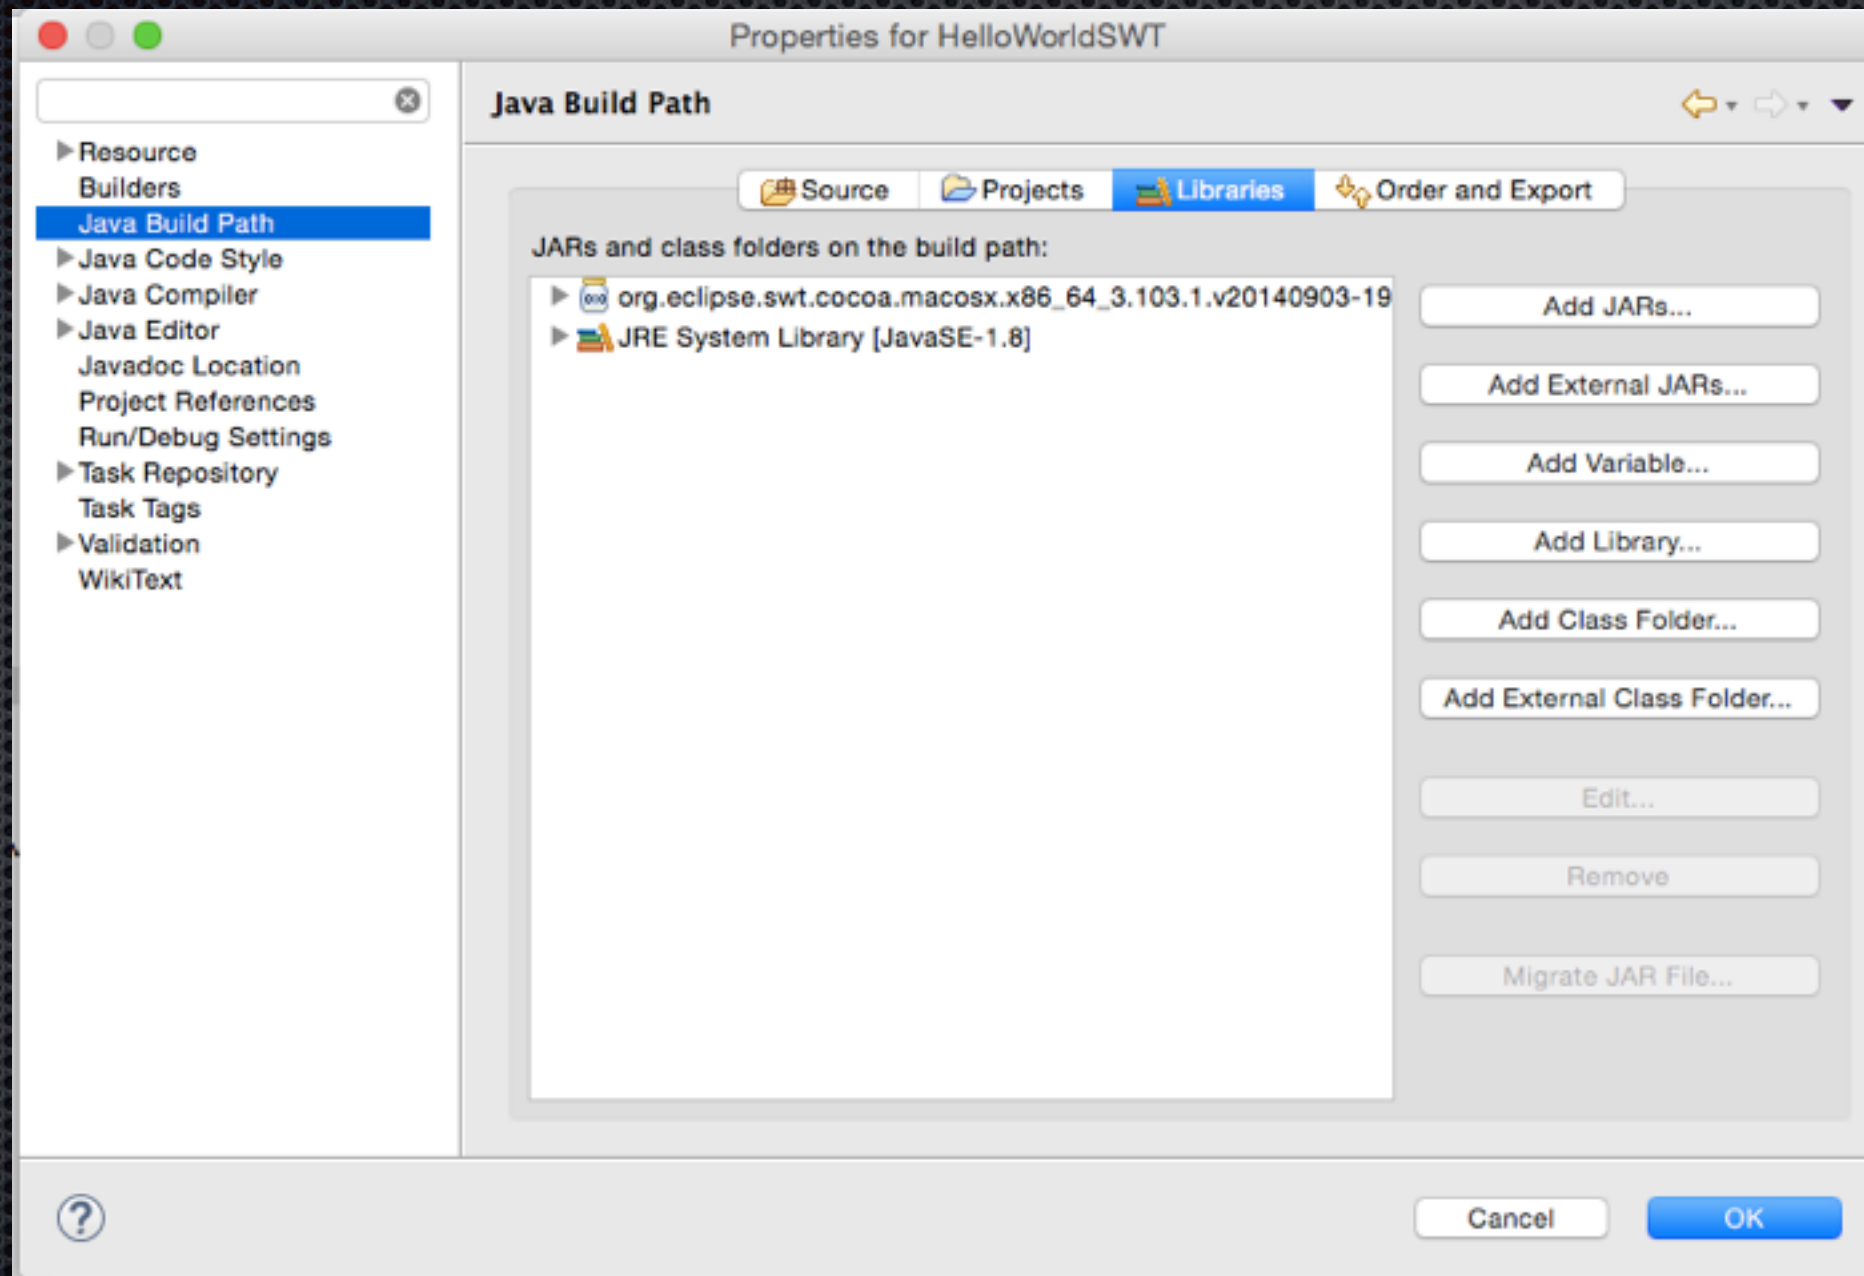 Properties for HelloWorldSWT
Resource
Builders
Java Build Path
Java Code Style
Java Compiler
Java Editor
Javadoc Location
Project References
Run/Debug Settings
Task Repository
Task Tags
Validation
WikiText
Java Build Path
Source
Projects
Libraries
Order and Export
JARs and class folders on the build path:
org.eclipse.swt.cocoa.macosx.x86_64_3.103.1.v20140903-19
JRE System Library [JavaSE-1.8]
Add JARs...
Add External JARs...
Add Variable...
Add Library...
Add Class Folder...
Add External Class Folder...
Edit...
Remove
Migrate JAR File...
?
Cancel
OK